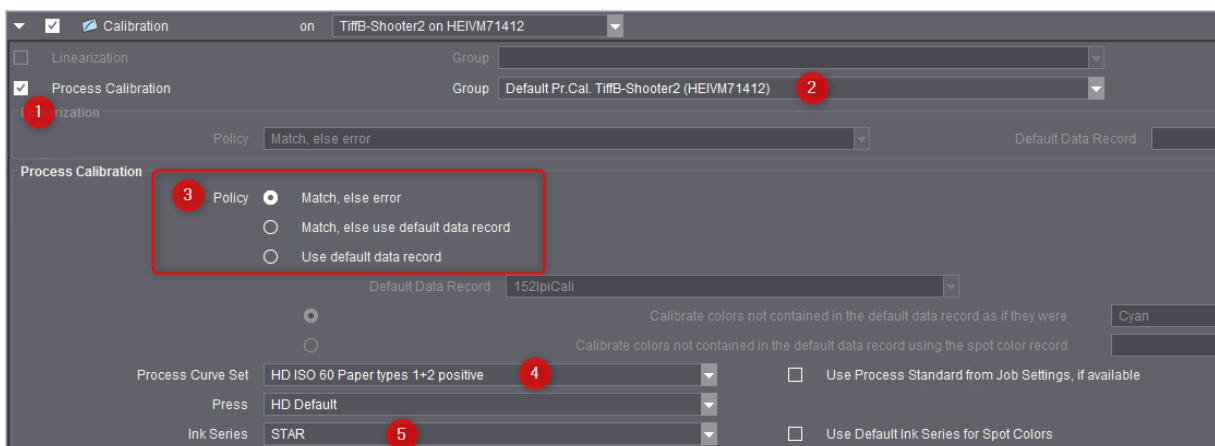 Calibration on TiffB-Shooter2 on HEIVM71412
Linearization Group
Process Calibration Group Default Pr.Cal. TiffB-Shooter2 (HEIVM71412) 2
1
Linearization
Policy Match, else error Default Data Record
Process Calibration
3 Policy Match, else error
Match, else use default data record
Use default data record
Default Data Record 152lpiCali
Calibrate colors not contained in the default data record as if they were Cyan
Calibrate colors not contained in the default data record using the spot color record
Process Curve Set HD ISO 60 Paper types 1+2 positive 4 Use Process Standard from Job Settings, if available
Press HD Default
Ink Series STAR 5 Use Default Ink Series for Spot Colors